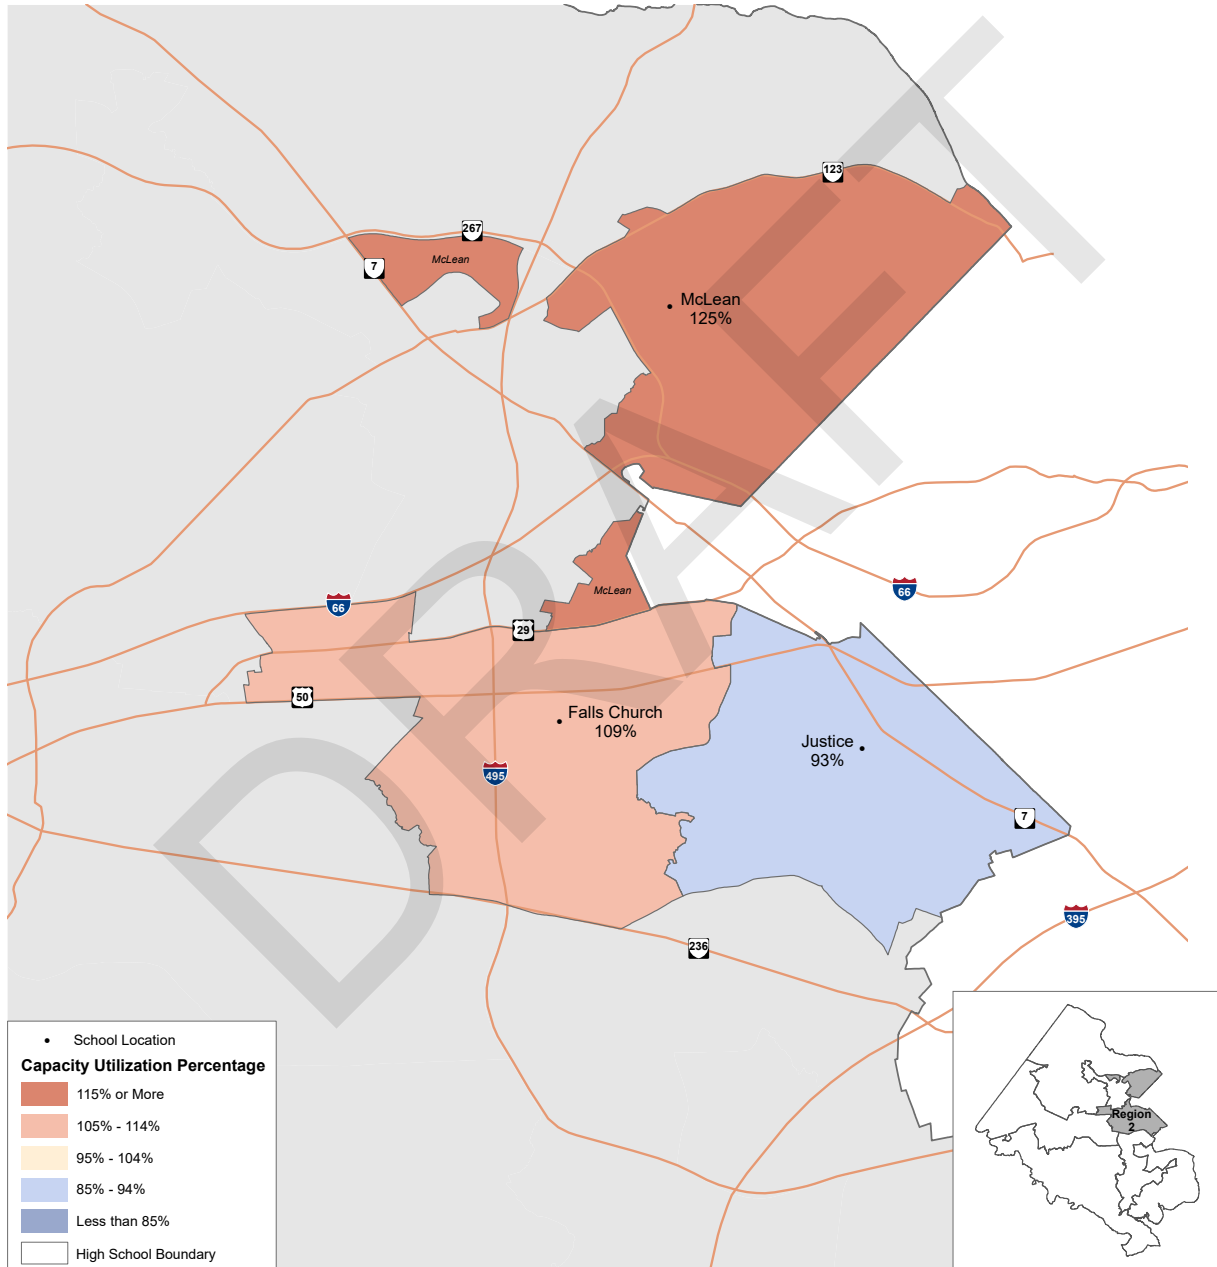 123
267
7
McLean
McLean
125%
McLean
66
66
29
50
Falls Church
109%
Justice
93%
495
7
395
236
DRAFT
School Location
Capacity Utilization Percentage
115% or More
105% - 114%
95% - 104%
85% - 94%
Less than 85%
High School Boundary
Region
2